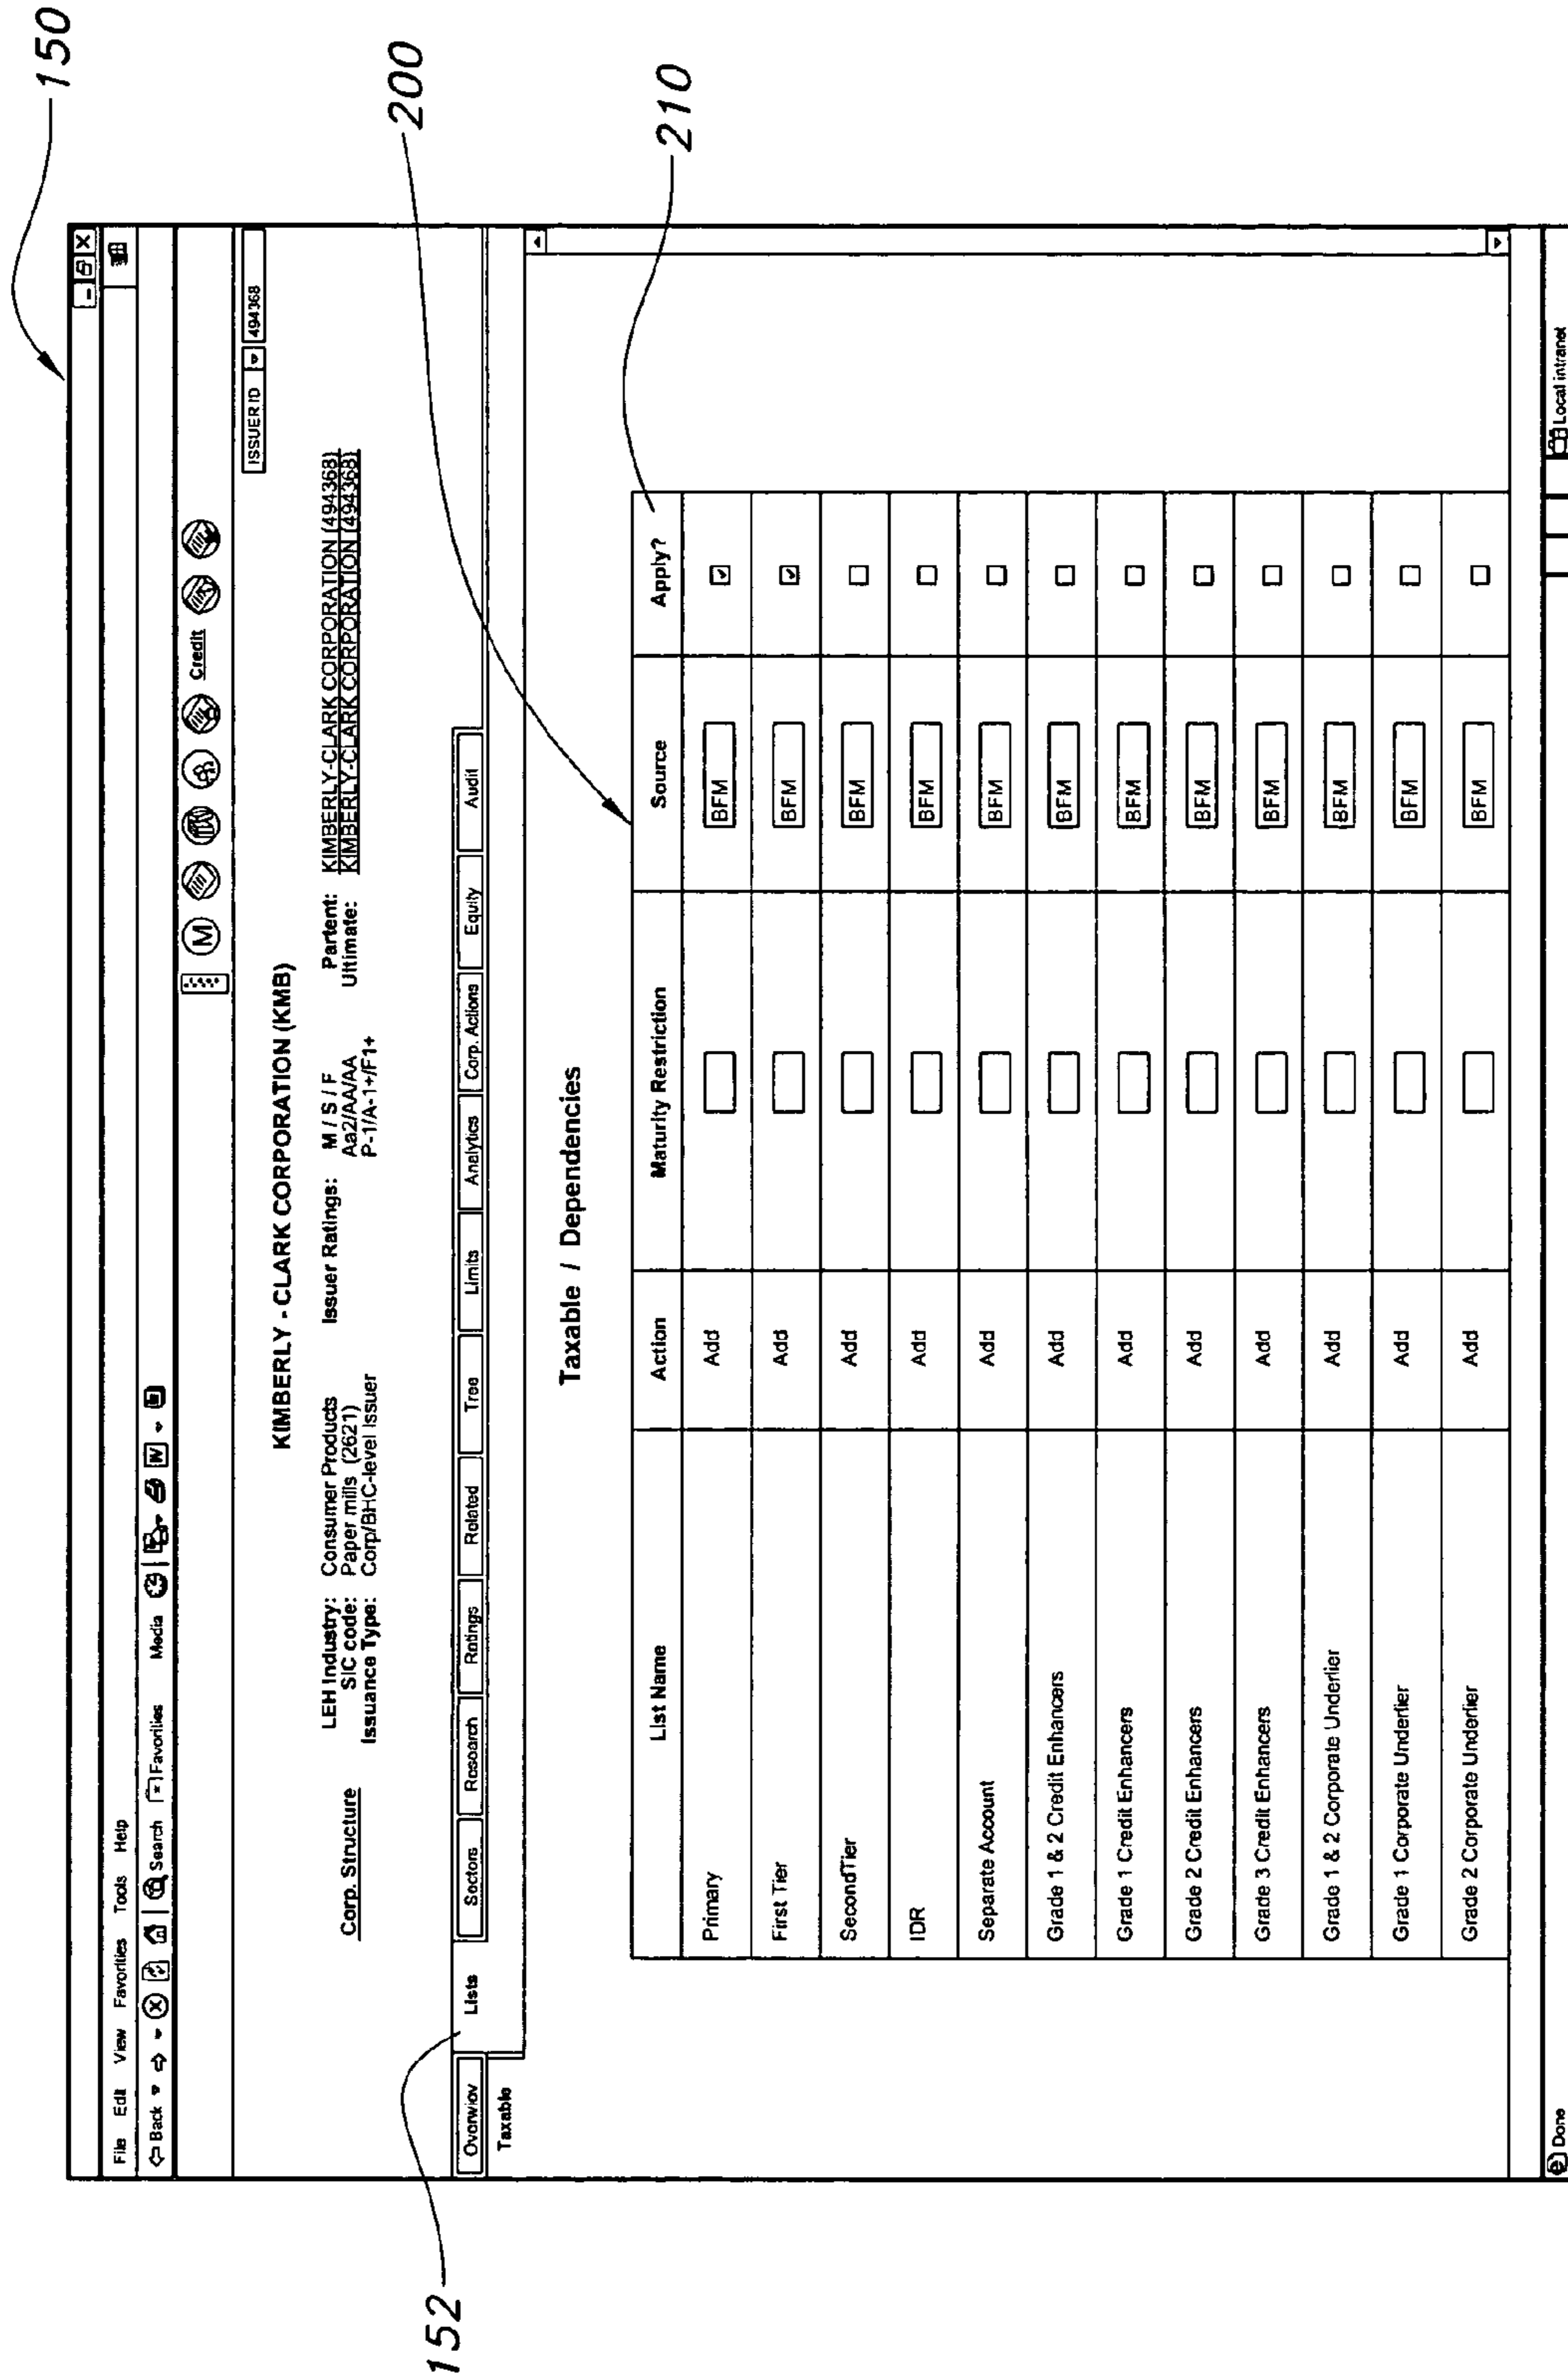 150
File Edit View Favorites Tools Help
Back Search Favorites Media W
M Credit
ISSUER ID 494368
KIMBERLY - CLARK CORPORATION (KMB)
Corp. Structure
LEH Industry: Consumer Products
SIC code: Paper mills (2621)
Issuance Type: Corp/BHC-level Issuer
Issuer Ratings: M / S / F
Aa2/AA/AA
P-1/A-1+/F1+
Partent: KIMBERLY-CLARK CORPORATION (494368)
Ultimate: KIMBERLY-CLARK CORPORATION (494368)
200
152
Overwiov Lists Sectors Research Ratings Related Tree Limits Analytics Corp. Actions Equity Audit
Taxable
Taxable / Dependencies
210
List Name Action Maturity Restriction Source Apply?
Primary Add BFM
First Tier Add BFM
SecondTier Add BFM
IDR Add BFM
Separate Account Add BFM
Grade 1 & 2 Credit Enhancers Add BFM
Grade 1 Credit Enhancers Add BFM
Grade 2 Credit Enhancers Add BFM
Grade 3 Credit Enhancers Add BFM
Grade 1 & 2 Corporate Underlier Add BFM
Grade 1 Corporate Underlier Add BFM
Grade 2 Corporate Underlier Add BFM
Done Local intranet